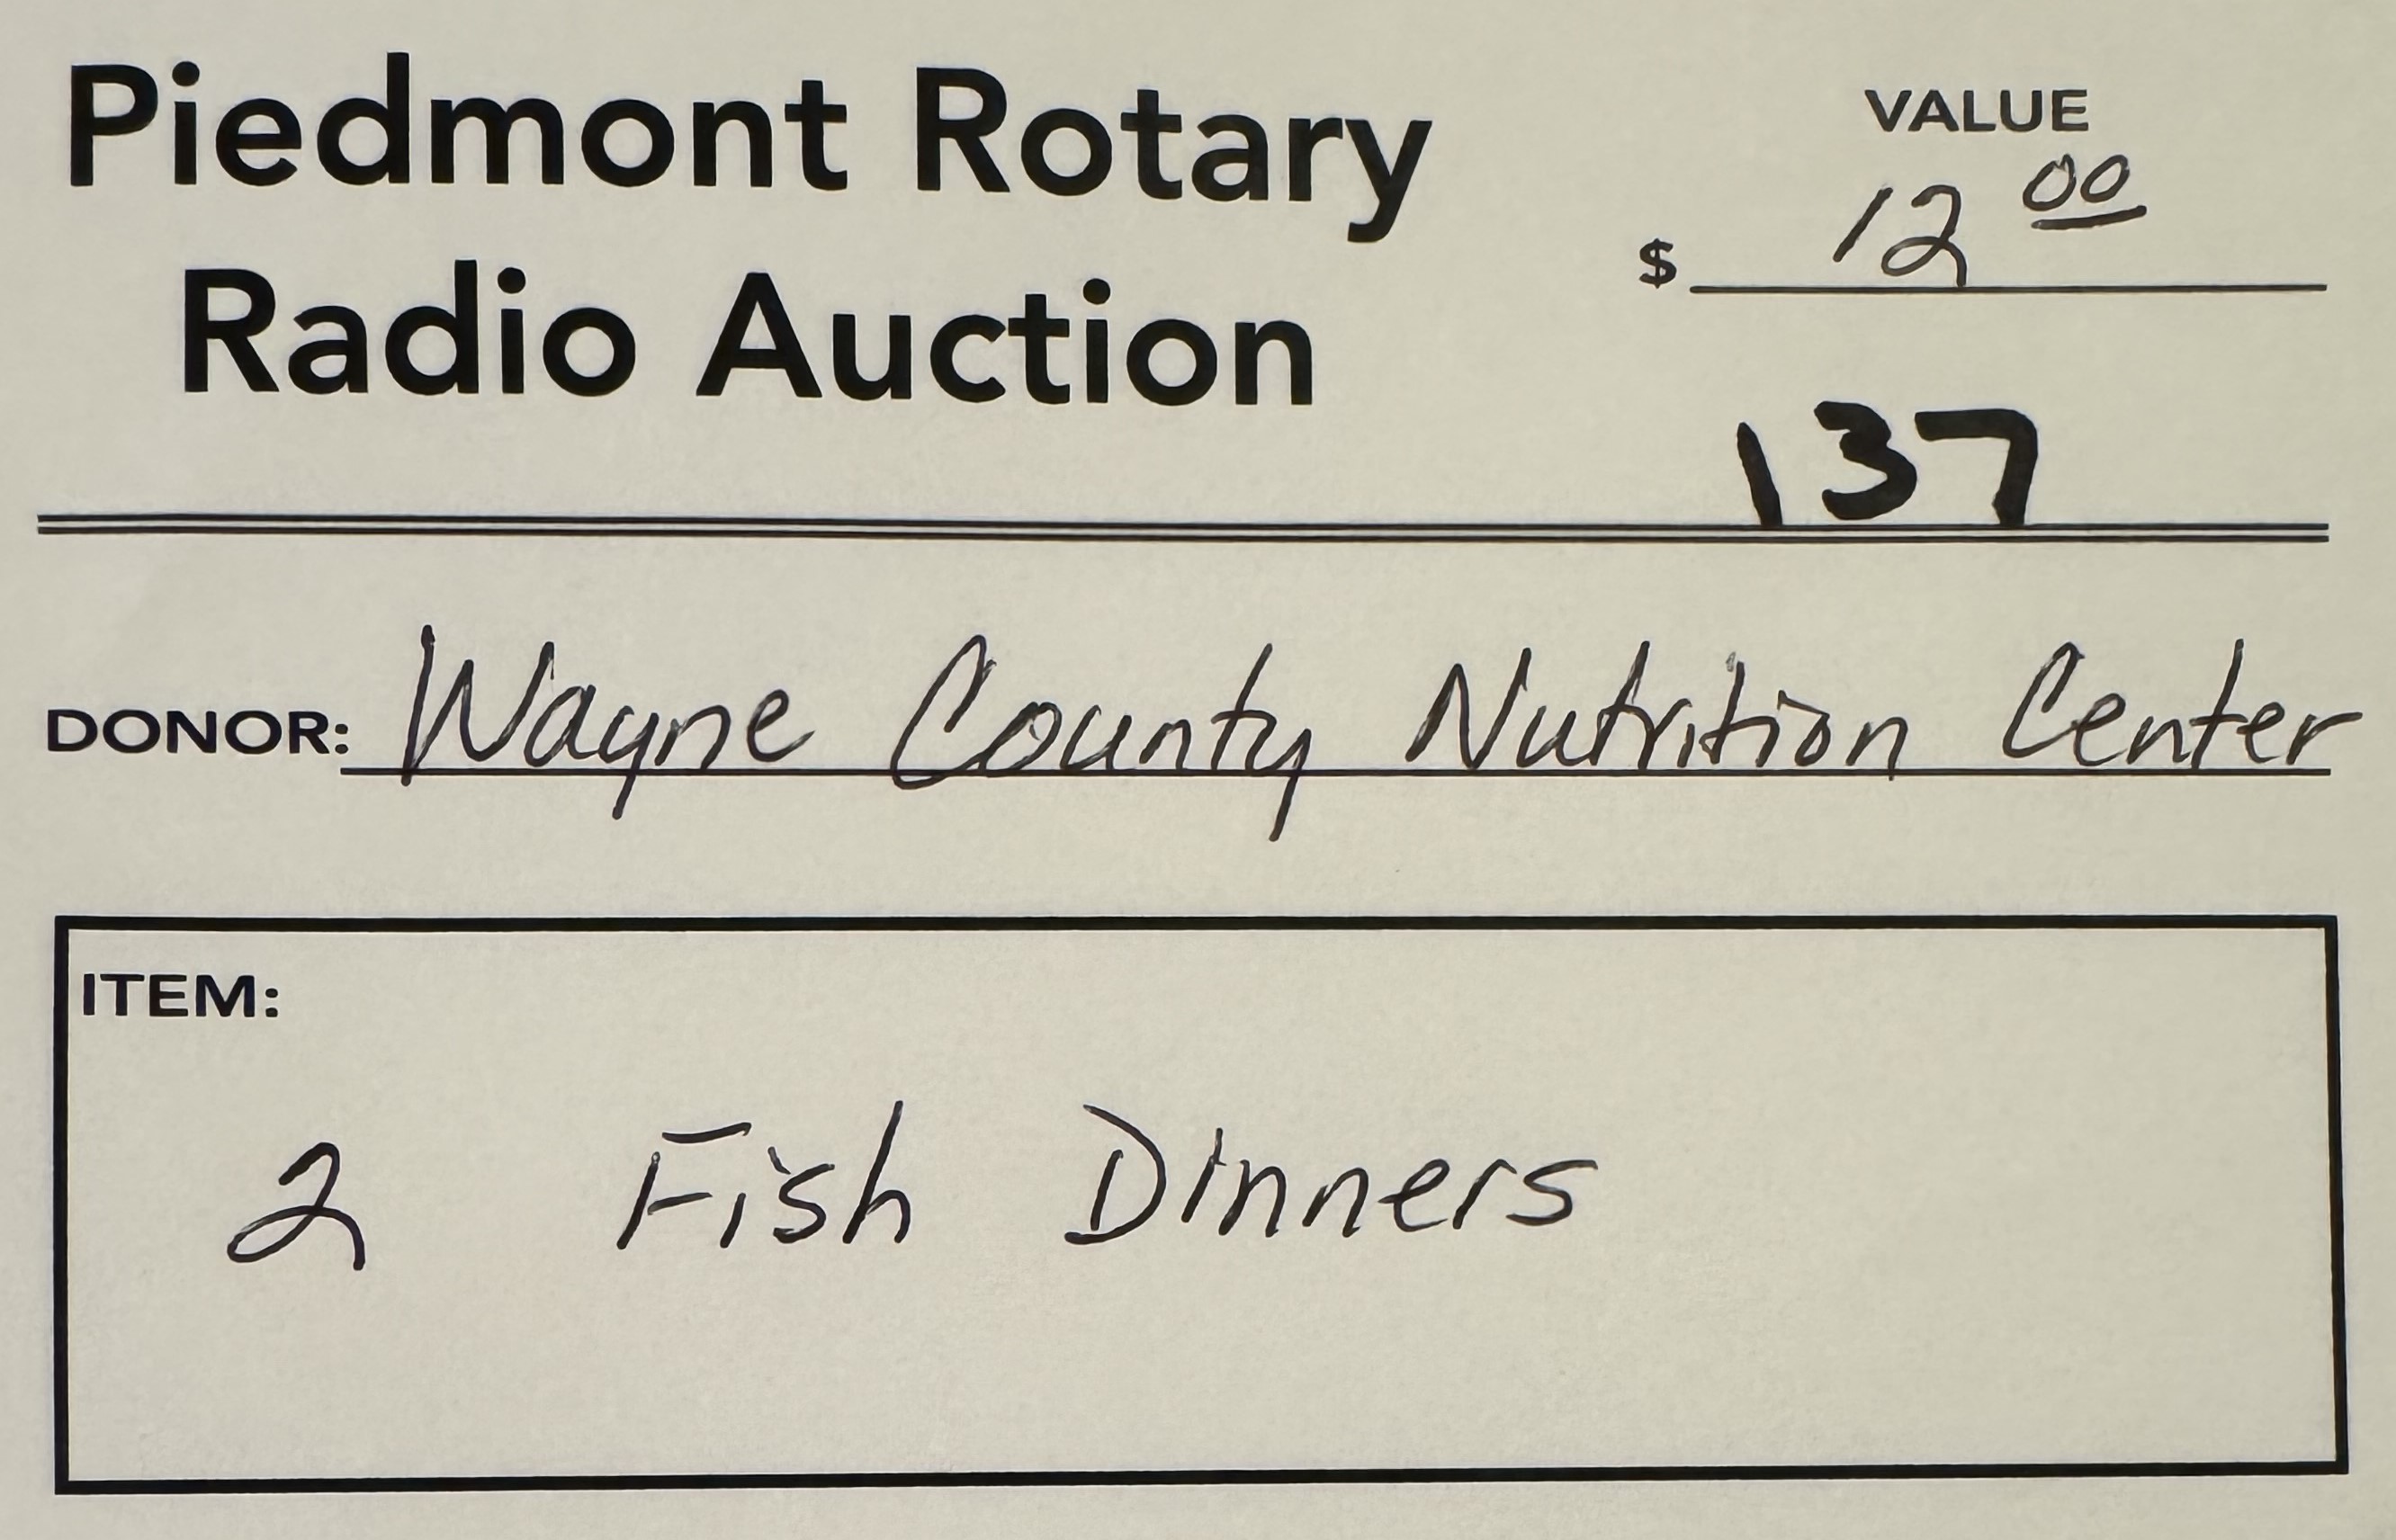 Piedmont Rotary
Radio Auction
VALUE
$ 12 00
137
DONOR: Wayne County Nutrition Center
ITEM:
2 Fish Dinners